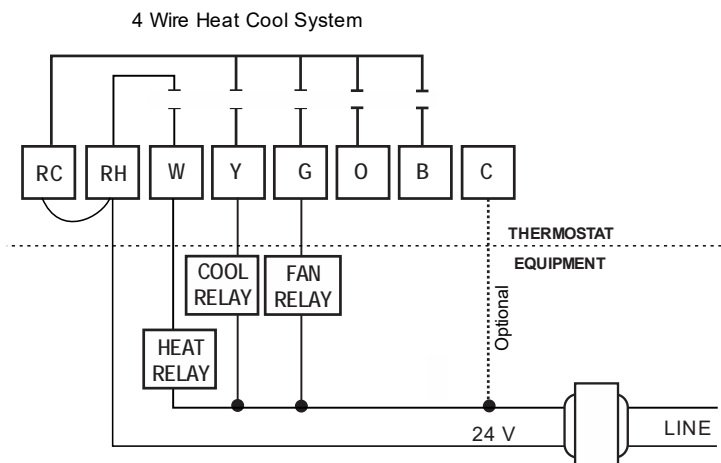 4 Wire Heat Cool System
RC RH W Y G O B C
THERMOSTAT
EQUIPMENT
COOL
RELAY
FAN
RELAY
Optional
HEAT
RELAY
24 V
LINE